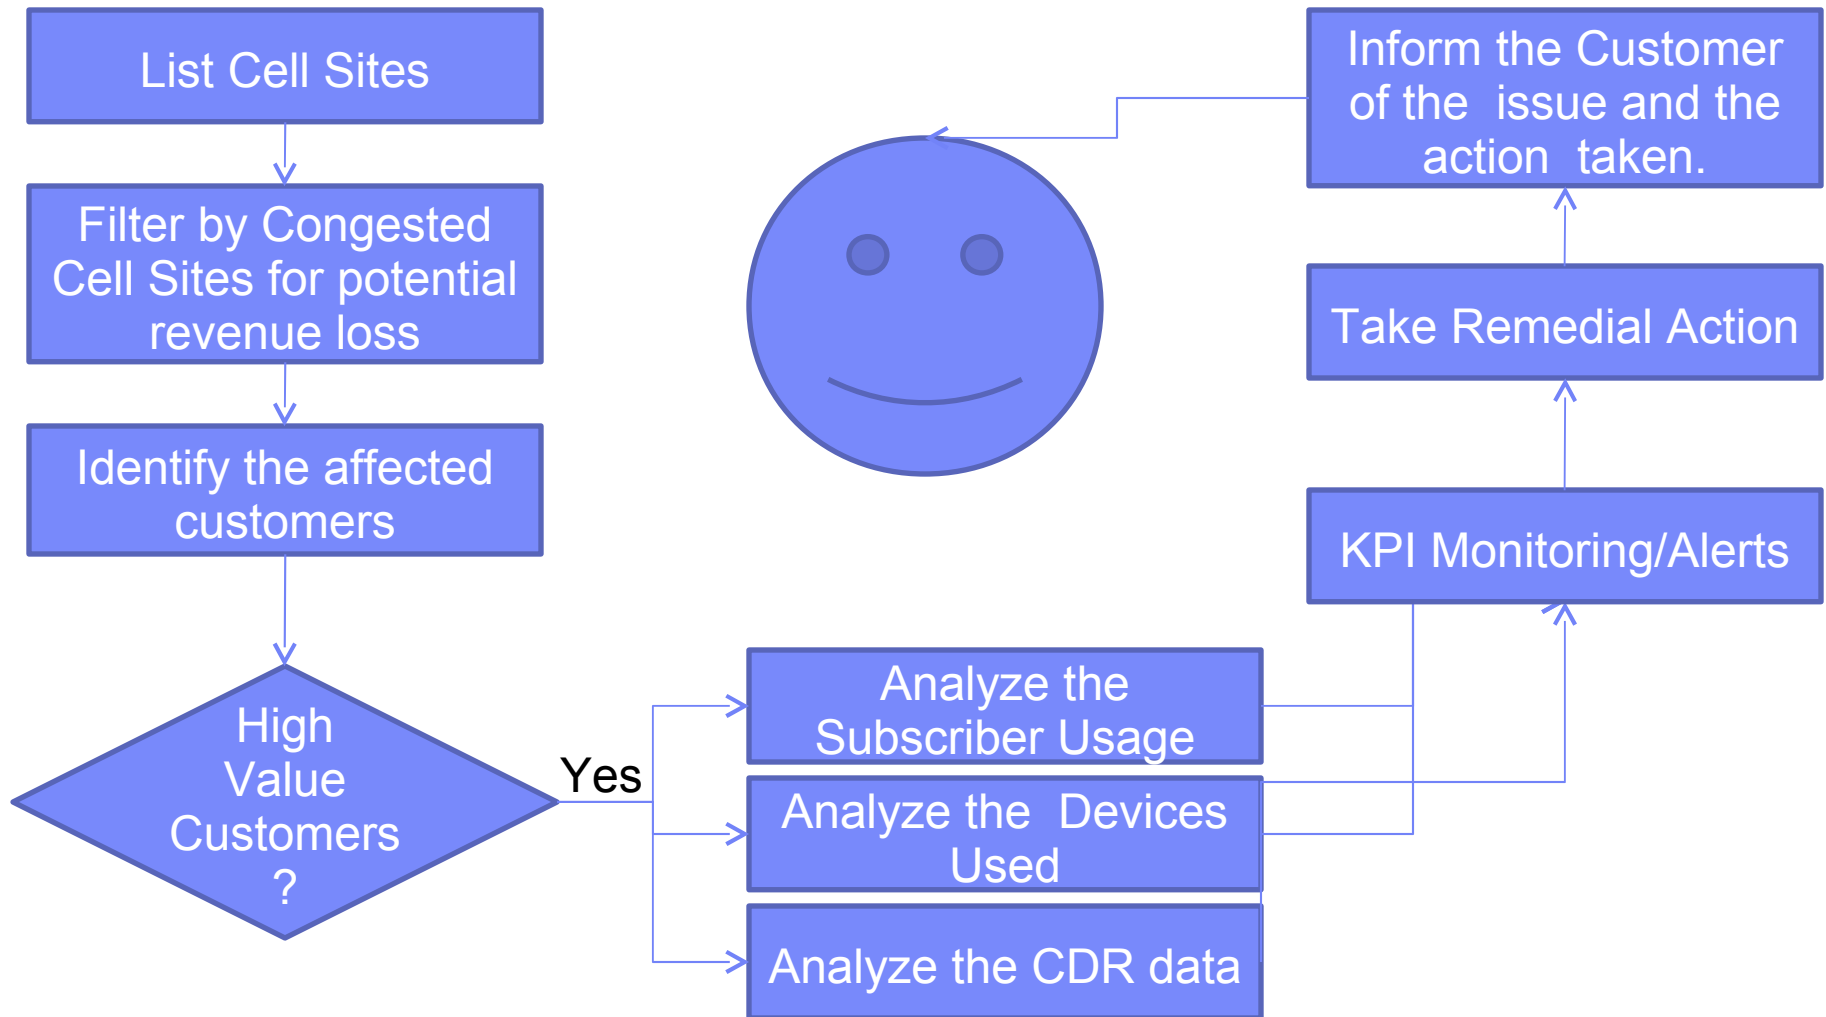 List Cell Sites
Filter by Congested
Cell Sites for potential
revenue loss
Identify the affected
customers
High
Value
Customers
?
Yes
Analyze the
Subscriber Usage
Analyze the  Devices
Used
Analyze the CDR data
KPI Monitoring/Alerts
Take Remedial Action
Inform the Customer
of the  issue and the
action  taken.